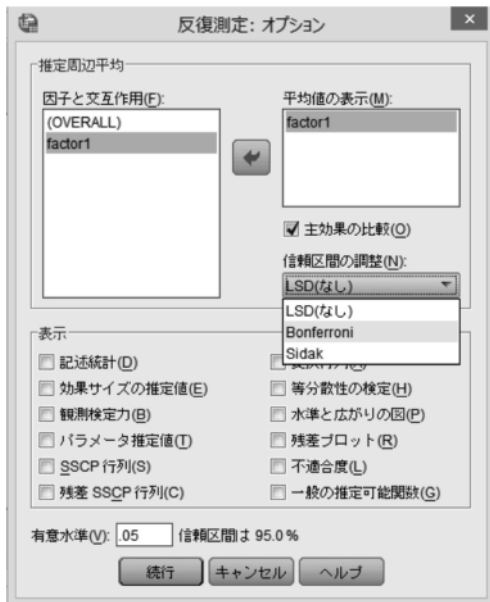 反復測定: オプション
推定周辺平均
因子と交互作用(F):
(OVERALL)
factor1
平均値の表示(M):
factor1
主効果の比較(O)
信頼区間の調整(N):
LSD(なし)
LSD(なし)
Bonferroni
Sidak
表示
記述統計(D)
効果サイズの推定値(E)
等分散性の検定(H)
観測検定力(B)
水準と広がりの図(P)
パラメータ推定値(T)
残差プロット(R)
SSCP 行列(S)
不適合度(L)
残差 SSCP 行列(C)
一般の推定可能関数(G)
有意水準(V): .05 信頼区間は 95.0 %
続行 キャンセル ヘルプ